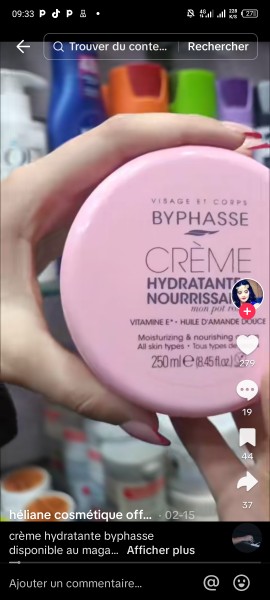 09:33
Trouver du conte... Rechercher
VISAGE ET CORPS
BYPHASSE
CRÈME
HYDRATANTE
NOURRISSA
mon pot
VITAMINE E* • HUILE D'AMANDE DOUCE
Moisturizing & nourishing
All skin types • Tous types de
250 ml e (8.45 fl.oz.)
279
19
44
37
héliane cosmétique off... · 02-15
crème hydratante byphasse
disponible au maga... Afficher plus
Ajouter un commentaire...